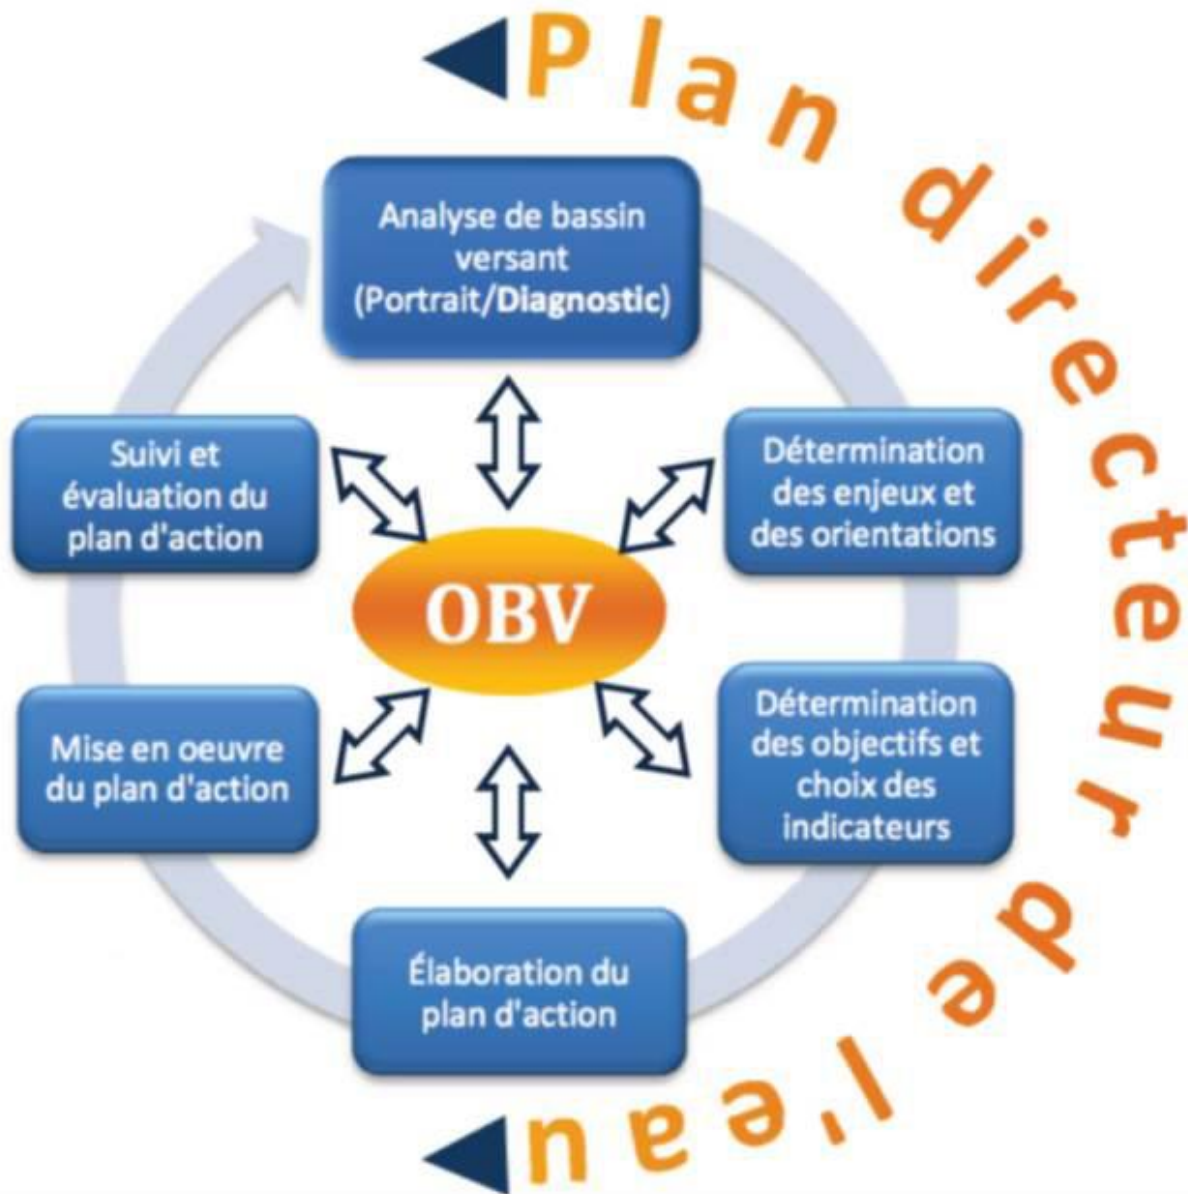 Plan directeur de l'eau
Analyse de bassin
versant
(Portrait/Diagnostic)
Détermination
des enjeux et
des orientations
Détermination
des objectifs et
choix des
indicateurs
Élaboration du
plan d'action
Mise en oeuvre
du plan d'action
Suivi et
évaluation du
plan d'action
OBV